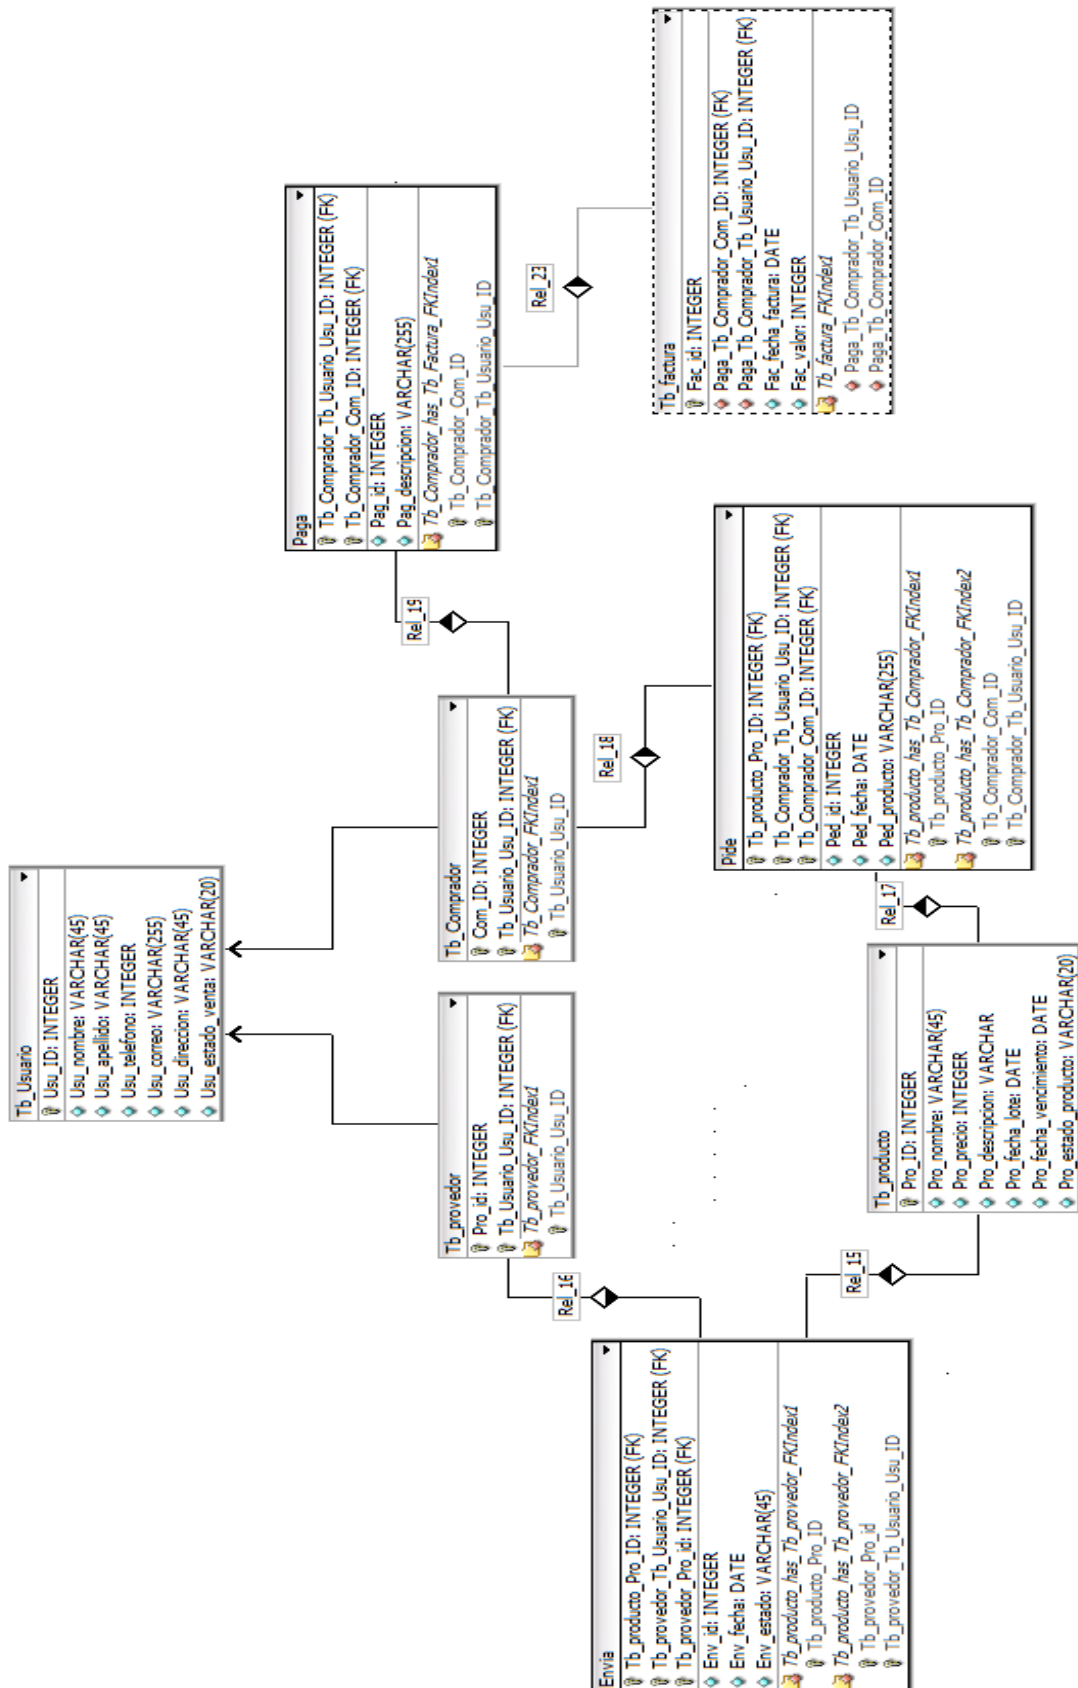 Tb_Usuario
Usu_ID: INTEGER
Usu_nombre: VARCHAR(45)
Usu_apellido: VARCHAR(45)
Usu_telefono: INTEGER
Usu_correo: VARCHAR(255)
Usu_direccion: VARCHAR(45)
Usu_estado_venta: VARCHAR(20)
Tb_provedor
Pro_id: INTEGER
Tb_Usuario_Usu_ID: INTEGER (FK)
Tb_provedor_FKIndex1
Tb_Usuario_Usu_ID
Tb_Comprador
Com_ID: INTEGER
Tb_Usuario_Usu_ID: INTEGER (FK)
Tb_Comprador_FKIndex1
Tb_Usuario_Usu_ID
Rel_19
Paga
Tb_Comprador_Tb_Usuario_Usu_ID: INTEGER (FK)
Tb_Comprador_Com_ID: INTEGER (FK)
Pag_id: INTEGER
Pag_descripcion: VARCHAR(255)
Tb_Comprador_has_Tb_Factura_FKIndex1
Tb_Comprador_Com_ID
Tb_Comprador_Tb_Usuario_Usu_ID
Rel_23
Rel_16
Rel_18
Envia
Tb_producto_Pro_ID: INTEGER (FK)
Tb_provedor_Tb_Usuario_Usu_ID: INTEGER (FK)
Tb_provedor_Pro_id: INTEGER (FK)
Env_id: INTEGER
Env_fecha: DATE
Env_estado: VARCHAR(45)
Tb_producto_has_Tb_provedor_FKIndex1
Tb_producto_Pro_ID
Tb_producto_has_Tb_provedor_FKIndex2
Tb_provedor_Pro_id
Tb_provedor_Tb_Usuario_Usu_ID
Rel_15
Tb_producto
Pro_ID: INTEGER
Pro_nombre: VARCHAR(45)
Pro_precio: INTEGER
Pro_descripcion: VARCHAR
Pro_fecha_lote: DATE
Pro_fecha_vencimiento: DATE
Pro_estado_producto: VARCHAR(20)
Rel_17
Pide
Tb_producto_Pro_ID: INTEGER (FK)
Tb_Comprador_Tb_Usuario_Usu_ID: INTEGER (FK)
Tb_Comprador_Com_ID: INTEGER (FK)
Ped_id: INTEGER
Ped_fecha: DATE
Ped_producto: VARCHAR(255)
Tb_producto_has_Tb_Comprador_FKIndex1
Tb_producto_Pro_ID
Tb_producto_has_Tb_Comprador_FKIndex2
Tb_Comprador_Com_ID
Tb_Comprador_Tb_Usuario_Usu_ID
Tb_factura
Fac_id: INTEGER
Paga_Tb_Comprador_Com_ID: INTEGER (FK)
Paga_Tb_Comprador_Tb_Usuario_Usu_ID: INTEGER (FK)
Fac_fecha_factura: DATE
Fac_valor: INTEGER
Tb_factura_FKIndex1
Paga_Tb_Comprador_Tb_Usuario_Usu_ID
Paga_Tb_Comprador_Com_ID